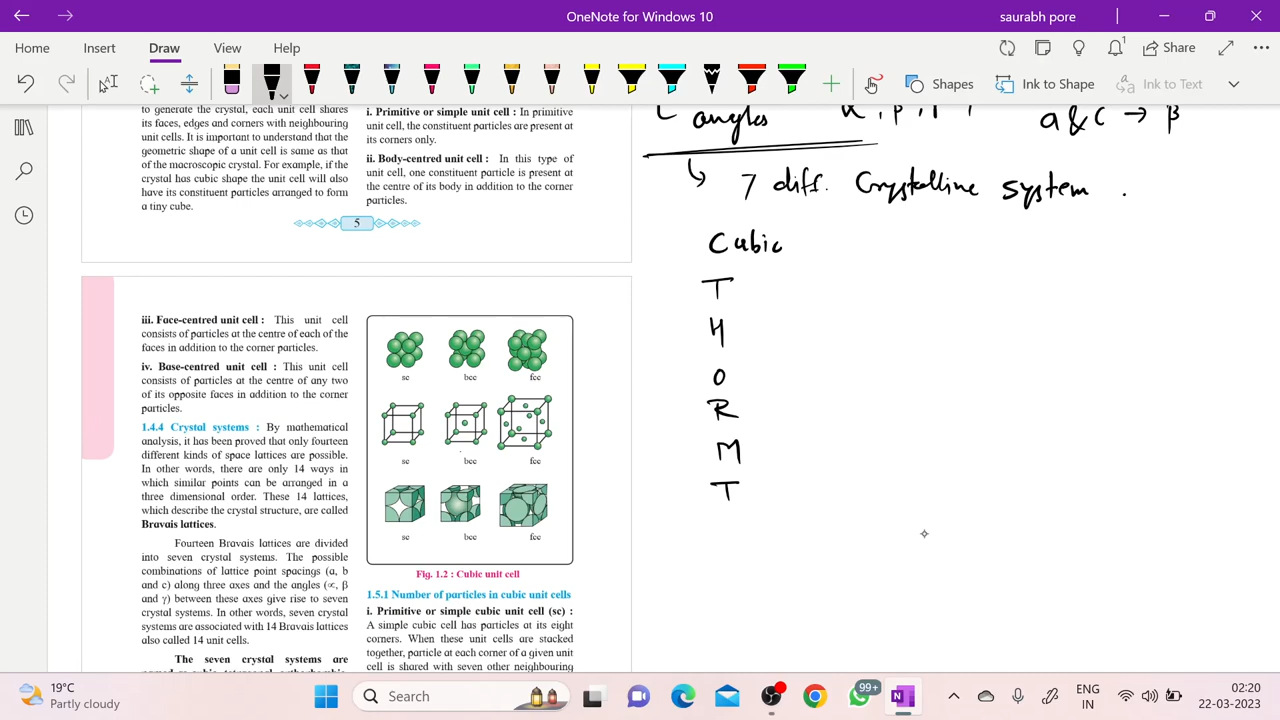 OneNote for Windows 10
saurabh pore
Home Insert Draw View Help
Share
Shapes Ink to Shape Ink to Text
to generate the crystal, each unit cell shares
its faces, edges and corners with neighbouring
unit cells. It is important to understand that the
geometric shape of a unit cell is same as that
of the macroscopic crystal. For example, if the
crystal has cubic shape the unit cell will also
have its constituent particles arranged to form
a tiny cube.
i. Primitive or simple unit cell : In primitive
unit cell, the constituent particles are present at
its corners only.
ii. Body-centred unit cell : In this type of
unit cell, one constituent particle is present at
the centre of its body in addition to the corner
particles.
5
iii. Face-centred unit cell : This unit cell
consists of particles at the centre of each of the
faces in addition to the corner particles.
iv. Base-centred unit cell : This unit cell
consists of particles at the centre of any two
of its opposite faces in addition to the corner
particles.
1.4.4 Crystal systems : By mathematical
analysis, it has been proved that only fourteen
different kinds of space lattices are possible.
In other words, there are only 14 ways in
which similar points can be arranged in a
three dimensional order. These 14 lattices,
which describe the crystal structure, are called
Bravais lattices.
Fourteen Bravais lattices are divided
into seven crystal systems. The possible
combinations of lattice point spacings (a, b
and c) along three axes and the angles (∝, β
and γ) between these axes give rise to seven
crystal systems. In other words, seven crystal
systems are associated with 14 Bravais lattices
also called 14 unit cells.
The seven crystal systems are
sc bcc fcc
sc bcc fcc
sc bcc fcc
Fig. 1.2 : Cubic unit cell
1.5.1 Number of particles in cubic unit cells
i. Primitive or simple cubic unit cell (sc) :
A simple cubic cell has particles at its eight
corners. When these unit cells are stacked
together, particle at each corner of a given unit
cell is shared with seven other neighbouring
angles a & c → β
7 diff. Crystalline system .
Cubic
T
H
O
R
M
T
19°C
Partly cloudy
Search
99+
ENG
IN
02:20
22-03-2023